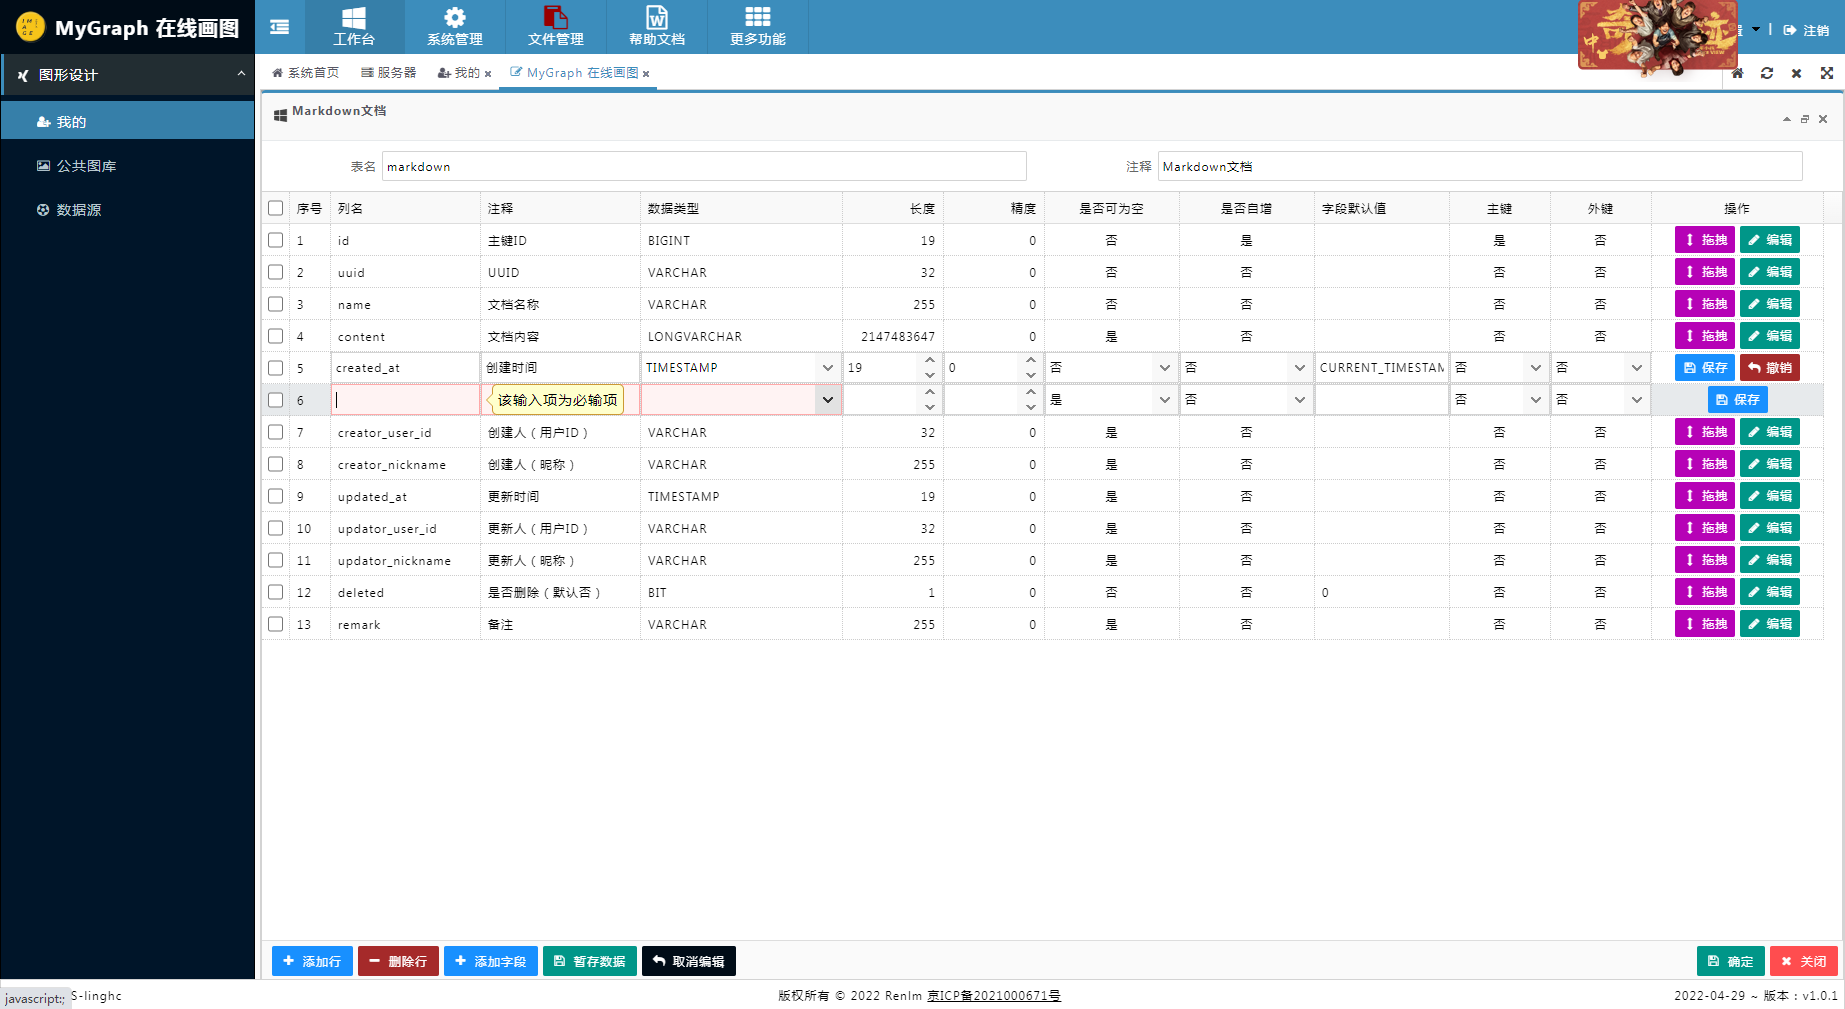 MyGraph 在线画图
工作台 系统管理 文件管理 帮助文档 更多功能 注销
图形设计
系统首页 服务器 我的 MyGraph 在线画图
我的
公共图库
数据源
Markdown文档
表名 markdown 注释 Markdown文档
序号 列名 注释 数据类型 长度 精度 是否可为空 是否自增 字段默认值 主键 外键 操作
1 id 主键ID BIGINT 19 0 否 是 是 否 拖拽 编辑
2 uuid UUID VARCHAR 32 0 否 否 否 否 拖拽 编辑
3 name 文档名称 VARCHAR 255 0 否 否 否 否 拖拽 编辑
4 content 文档内容 LONGVARCHAR 2147483647 0 是 否 否 否 拖拽 编辑
5 created_at 创建时间 TIMESTAMP 19 0 否 否 CURRENT_TIMESTAM 否 否 保存 撤销
6 该输入项为必输项 是 否 否 否 保存
7 creator_user_id 创建人（用户ID） VARCHAR 32 0 是 否 否 否 拖拽 编辑
8 creator_nickname 创建人（昵称） VARCHAR 255 0 是 否 否 否 拖拽 编辑
9 updated_at 更新时间 TIMESTAMP 19 0 是 否 否 否 拖拽 编辑
10 updator_user_id 更新人（用户ID） VARCHAR 32 0 是 否 否 否 拖拽 编辑
11 updator_nickname 更新人（昵称） VARCHAR 255 0 是 否 否 否 拖拽 编辑
12 deleted 是否删除（默认否） BIT 1 0 否 否 0 否 否 拖拽 编辑
13 remark 备注 VARCHAR 255 0 是 否 否 否 拖拽 编辑
添加行 删除行 添加字段 暂存数据 取消编辑 确定 关闭
javascript:; S-linghc 版权所有 © 2022 Renlm 京ICP备2021000671号 2022-04-29 ~ 版本：v1.0.1